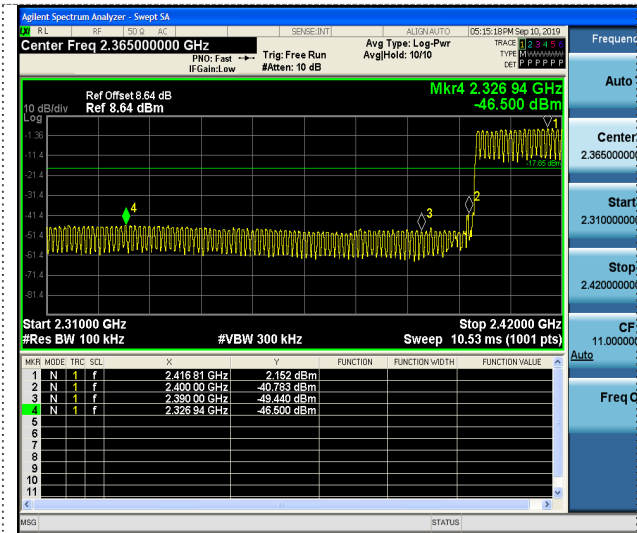 Agilent Spectrum Analyzer - Swept SA
LXI RL RF 50 Ω AC SENSE:INT ALIGN AUTO 05:15:18 PM Sep 10, 2019
Center Freq 2.365000000 GHz Avg Type: Log-Pwr TRACE 1 2 3 4 5 6
PNO: Fast Trig: Free Run Avg|Hold: 10/10 TYPE M
IFGain:Low #Atten: 10 dB DET P P P P P P
Mkr4 2.326 94 GHz
-46.500 dBm
Ref Offset 8.64 dB
10 dB/div Ref 8.64 dBm
Log
-1.36
-11.4
-21.4
-31.4
-41.4
-51.4
-61.4
-71.4
-81.4
1
-17.85 dBm
2
3
4
Start 2.31000 GHz Stop 2.42000 GHz
#Res BW 100 kHz #VBW 300 kHz Sweep 10.53 ms (1001 pts)
MKR MODE TRC SCL X Y FUNCTION FUNCTION WIDTH FUNCTION VALUE
1 N 1 f 2.416 81 GHz 2.152 dBm
2 N 1 f 2.400 00 GHz -40.783 dBm
3 N 1 f 2.390 00 GHz -49.440 dBm
4 N 1 f 2.326 94 GHz -46.500 dBm
5
6
7
8
9
10
11
MSG STATUS
Frequenc
Auto
Center
2.365000000
Start
2.310000000
Stop
2.420000000
CF
11.000000
Auto
Freq O